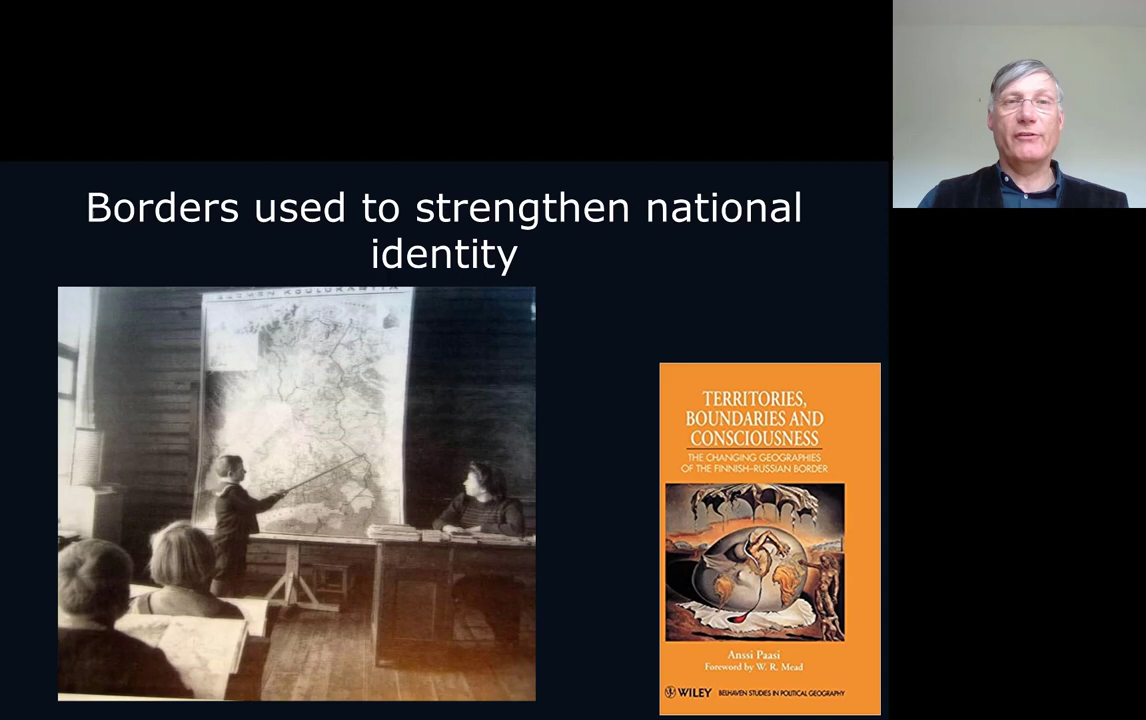 Borders used to strengthen national
identity
KOULUKARTTA
TERRITORIES,
BOUNDARIES AND
CONSCIOUSNESS
THE CHANGING GEOGRAPHIES
OF THE FINNISH–RUSSIAN BORDER
Anssi Paasi
Foreword by W. R. Mead
WILEY BELHAVEN STUDIES IN POLITICAL GEOGRAPHY